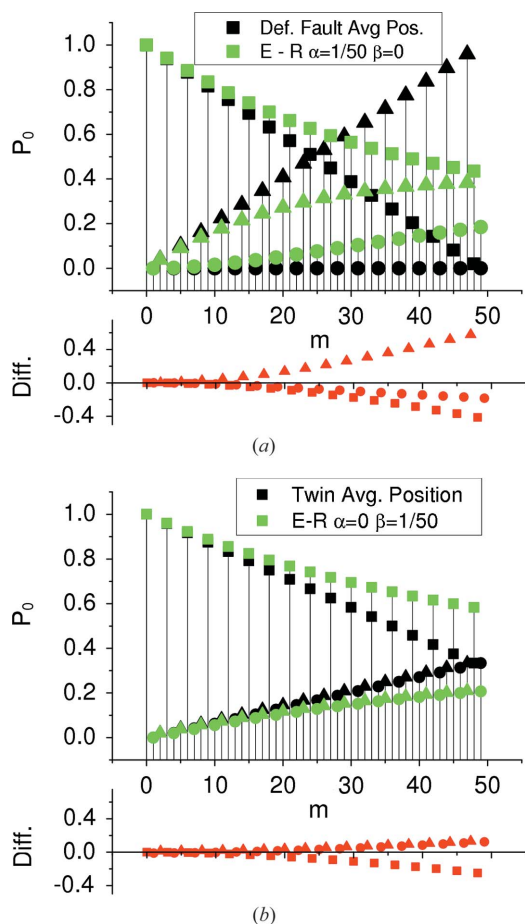 Def. Fault Avg Pos.
E - R α=1/50 β=0
P0
1.0
0.8
0.6
0.4
0.2
0.0
0 10 20 30 40 50
m
Diff.
0.4
0.0
-0.4
(a)
Twin Avg. Position
E-R α=0 β=1/50
P0
1.0
0.8
0.6
0.4
0.2
0.0
0 10 20 30 40 50
m
Diff.
0.4
0.0
-0.4
(b)